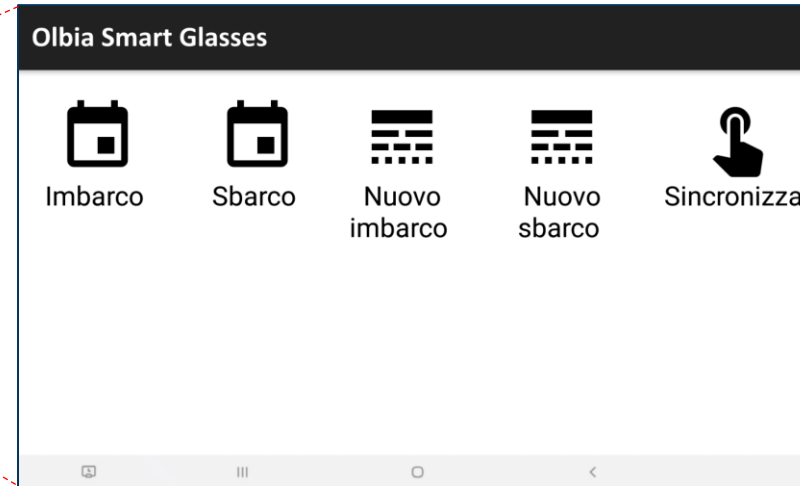 Olbia Smart Glasses
Imbarco
Sbarco
Nuovo
imbarco
Nuovo
sbarco
Sincronizza